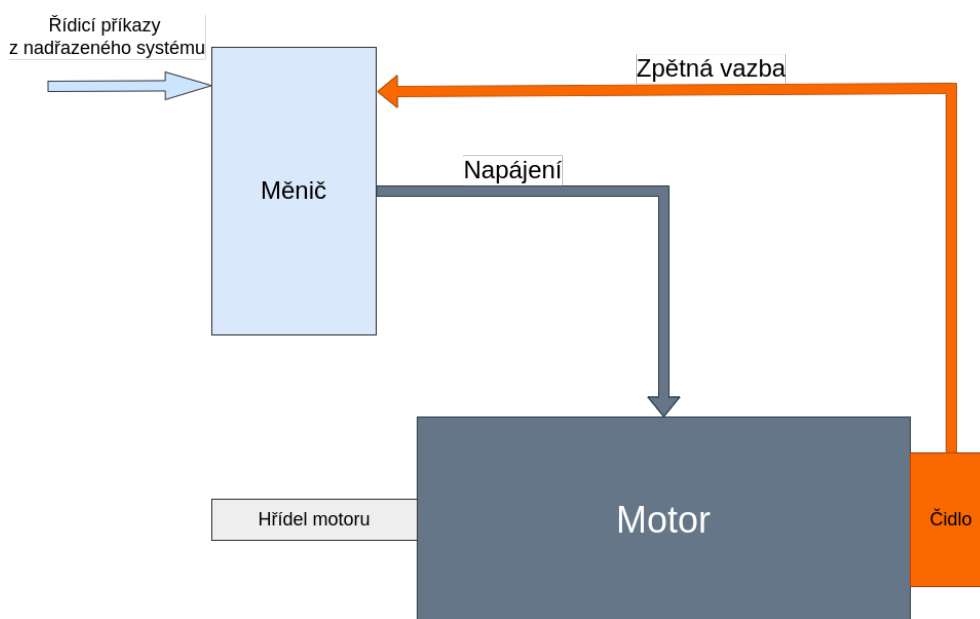 Řídicí příkazy
z nadřazeného systému
Zpětná vazba
Napájení
Měnič
Hřídel motoru
Motor
Čidlo